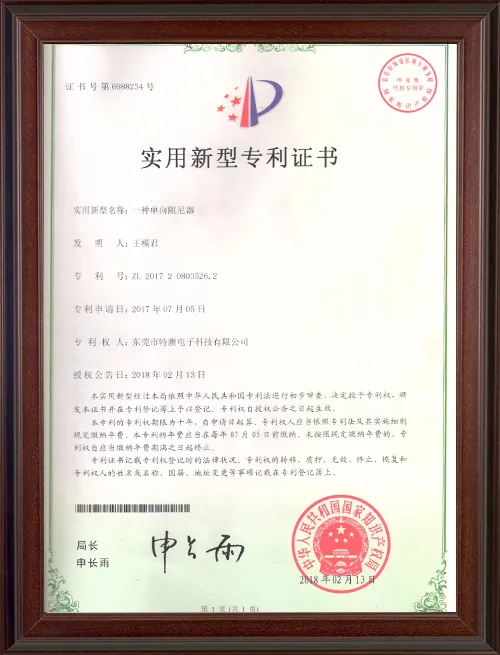 证书号第6988234号
实用新型专利证书
实用新型名称:一种单向阻尼器
发 明 人:王模君
专 利 号:ZL 2017 2 0803526.2
专利申请日:2017年07月05日
专 利 权 人:东莞市特澳电子科技有限公司
授权公告日:2018年02月13日
本实用新型经过本局依照中华人民共和国专利法进行初步审查,决定授予专利权,颁
发本证书并在专利登记簿上予以登记。专利权自授权公告之日起生效。
本专利的专利权期限为十年,自申请日起算。专利权人应当依照专利法及其实施细则
规定缴纳年费。本专利的年费应当在每年07月05日前缴纳。未按照规定缴纳年费的,专
利权自应当缴纳年费期满之日起终止。
专利证书记载专利权登记时的法律状况。专利权的转移、质押、无效、终止、恢复和
专利权人的姓名或名称、国籍、地址变更等事项记载在专利登记簿上。
局长
申长雨
申长雨
中华人民共和国国家知识产权局
2018年02月13日
第1页(共1页)